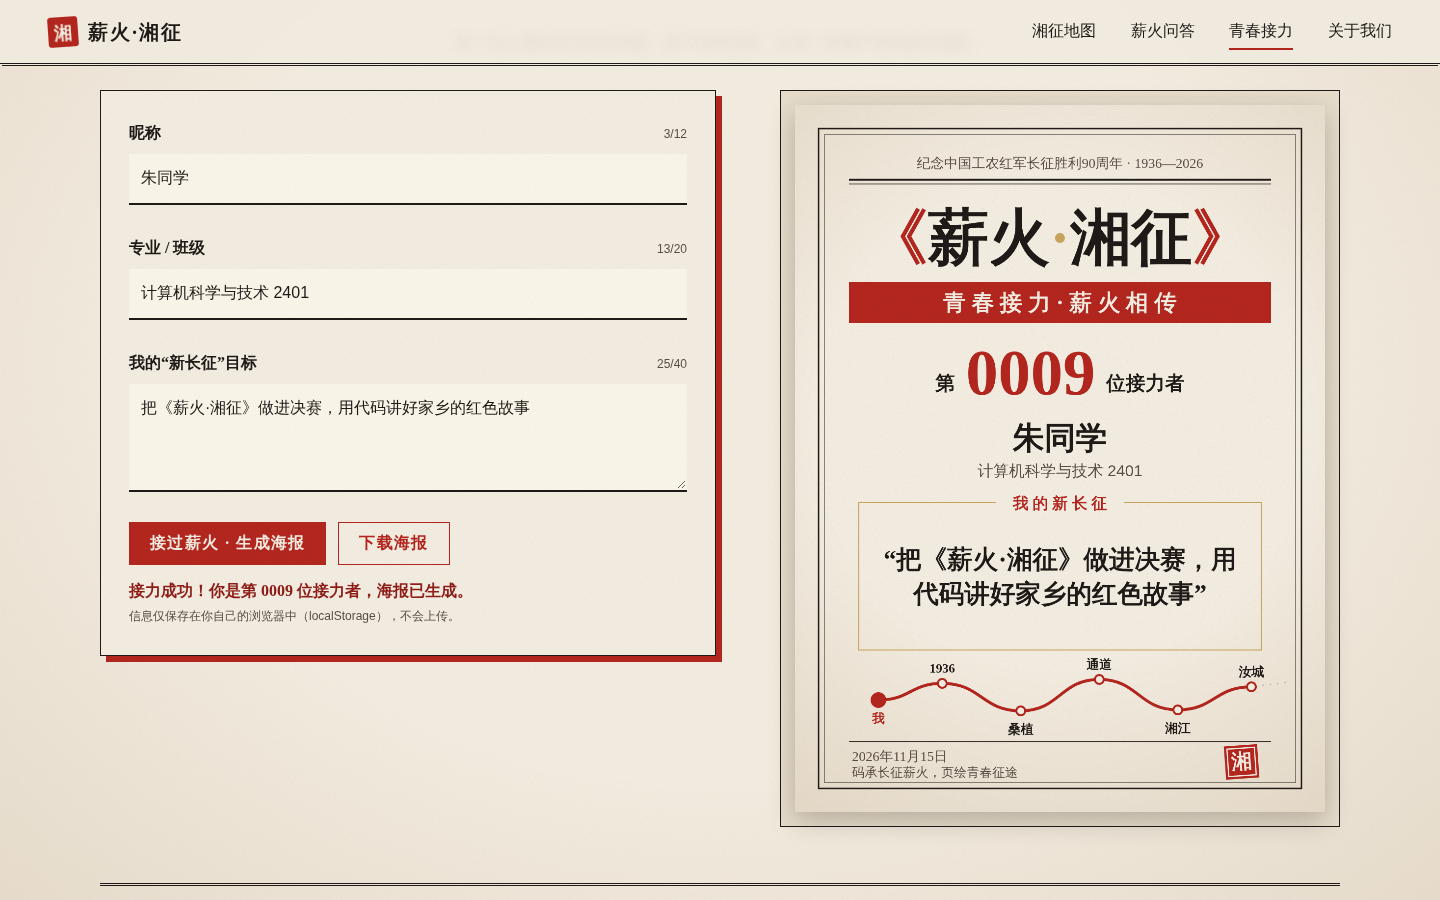 湘 薪火·湘征
湘征地图 薪火问答 青春接力 关于我们
昵称 3/12
朱同学
专业 / 班级 13/20
计算机科学与技术 2401
我的“新长征”目标 25/40
把《薪火·湘征》做进决赛，用代码讲好家乡的红色故事
接过薪火 · 生成海报 下载海报
接力成功！你是第 0009 位接力者，海报已生成。
信息仅保存在你自己的浏览器中（localStorage），不会上传。
纪念中国工农红军长征胜利90周年 · 1936—2026
《薪火·湘征》
青春接力·薪火相传
第 0009 位接力者
朱同学
计算机科学与技术 2401
我的新长征
“把《薪火·湘征》做进决赛，用
代码讲好家乡的红色故事”
我 1936 桑植 通道 湘江 汝城
2026年11月15日
码承长征薪火，页绘青春征途
湘